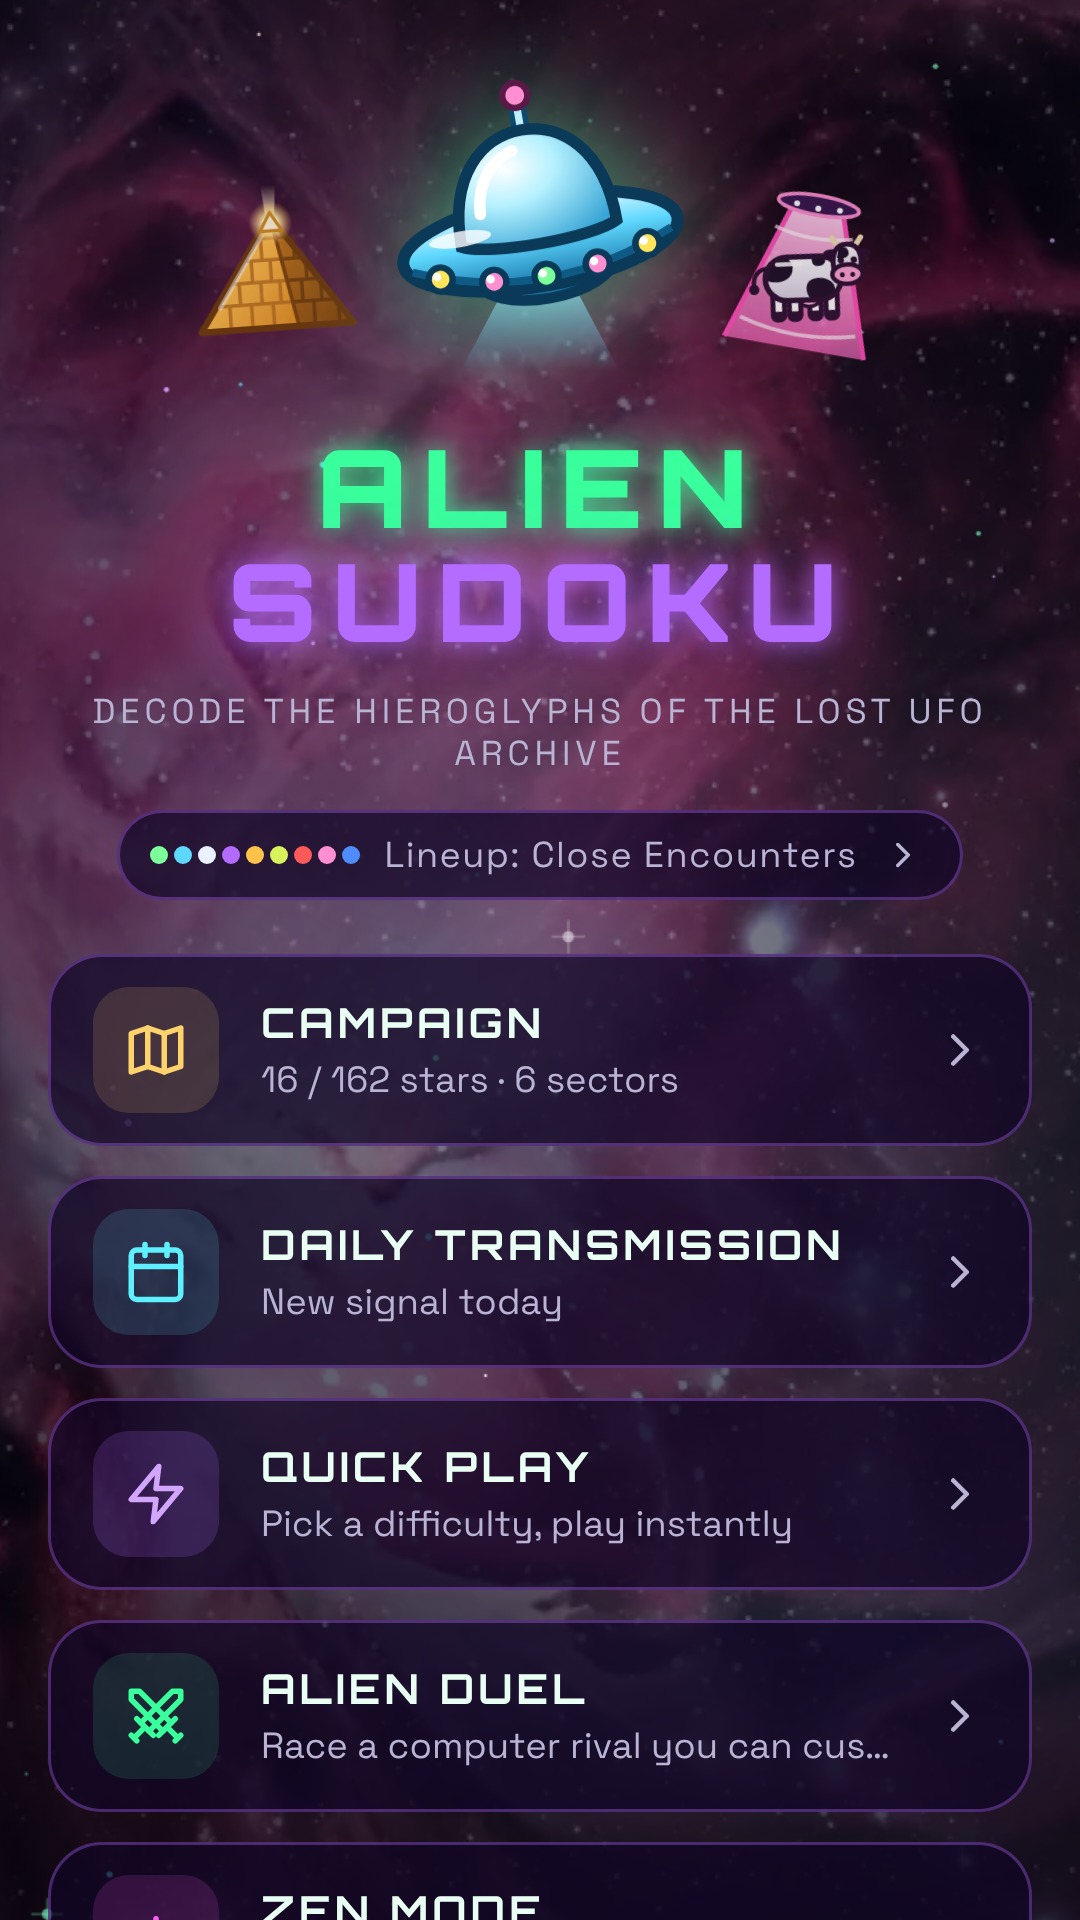 ALIEN
SUDOKU
DECODE THE HIEROGLYPHS OF THE LOST UFO
ARCHIVE
Lineup: Close Encounters
CAMPAIGN
16 / 162 stars · 6 sectors
DAILY TRANSMISSION
New signal today
QUICK PLAY
Pick a difficulty, play instantly
ALIEN DUEL
Race a computer rival you can cus...
ZEN MODE